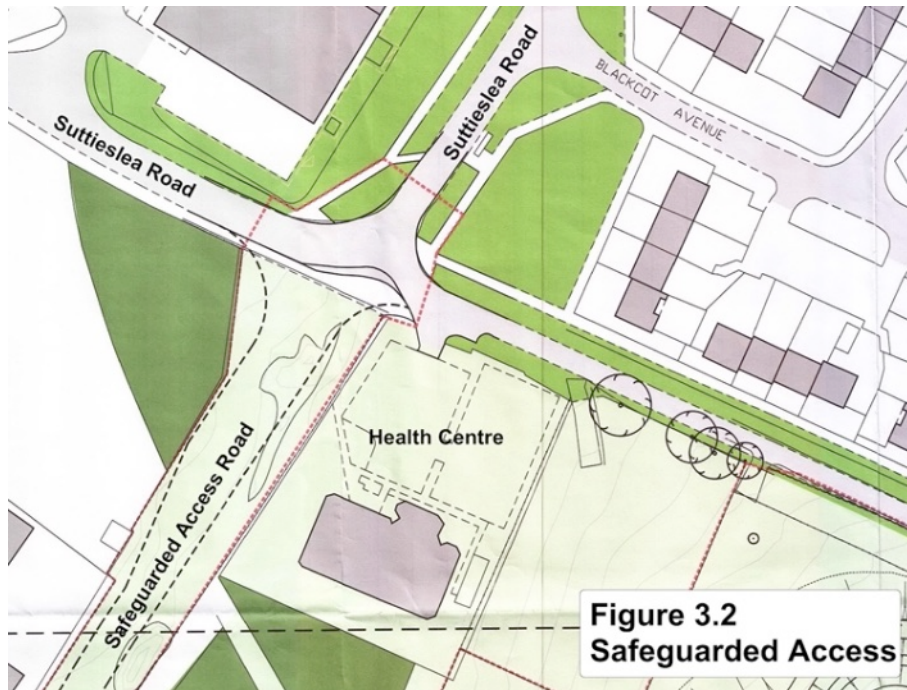 Suttieslea Road
BLACKCOT AVENUE
Suttieslea Road
Health Centre
Safeguarded Access Road
Figure 3.2
Safeguarded Access